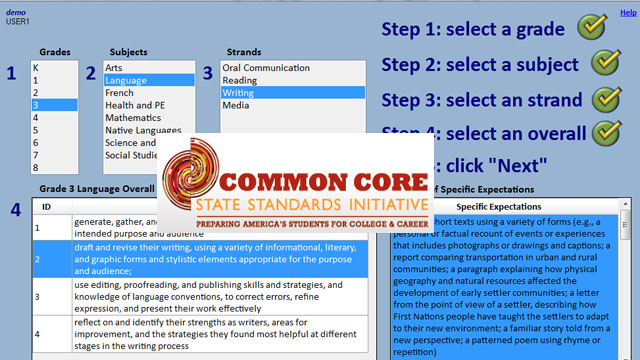 demo
USER1
Help
Grades
Subjects
Strands
1
K
1
2
3
4
5
6
7
8
2
Arts
Language
French
Health and PE
Mathematics
Native Languages
Science and
Social Studie
3
Oral Communication
Reading
Writing
Media
Step 1: select a grade
Step 2: select a subject
Step 3: select an strand
Step 4: select an overall
: click "Next"
COMMON CORE
STATE STANDARDS INITIATIVE
PREPARING AMERICA'S STUDENTS FOR COLLEGE & CAREER
Grade 3 Language Overall
of Specific Expectations
4
ID
1
generate, gather, and
intended purpose and audience
2
draft and revise their writing, using a variety of informational, literary,
and graphic forms and stylistic elements appropriate for the purpose
and audience;
3
use editing, proofreading, and publishing skills and strategies, and
knowledge of language conventions, to correct errors, refine
expression, and present their work effectively
4
reflect on and identify their strengths as writers, areas for
improvement, and the strategies they found most helpful at different
stages in the writing process
Specific Expectations
short texts using a variety of forms (e.g., a
personal or factual recount of events or experiences
that includes photographs or drawings and captions; a
report comparing transportation in urban and rural
communities; a paragraph explaining how physical
geography and natural resources affected the
development of early settler communities; a letter
from the point of view of a settler, describing how
First Nations people have taught the settlers to adapt
to their new environment; a familiar story told from a
new perspective; a patterned poem using rhyme or
repetition)